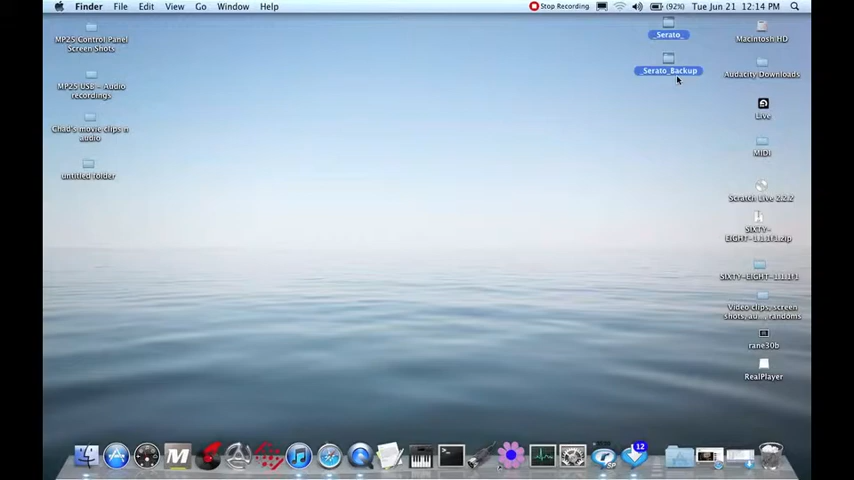 Finder File Edit View Go Window Help
Stop Recording (92%) Tue Jun 21 12:14 PM
MP25 Control Panel
Screen Shots
MP25 USB - Audio
recordings
Chad's movie clips n
audio
untitled folder
_Serato_
_Serato_Backup
Macintosh HD
Audacity Downloads
Live
MIDI
Scratch Live 2.2.2
SIXTY-
EIGHT-1.1.1f1.zip
SIXTY-EIGHT-1.1.1f1
Video clips, screen
shots, au..., randoms
rane30b
RealPlayer
12